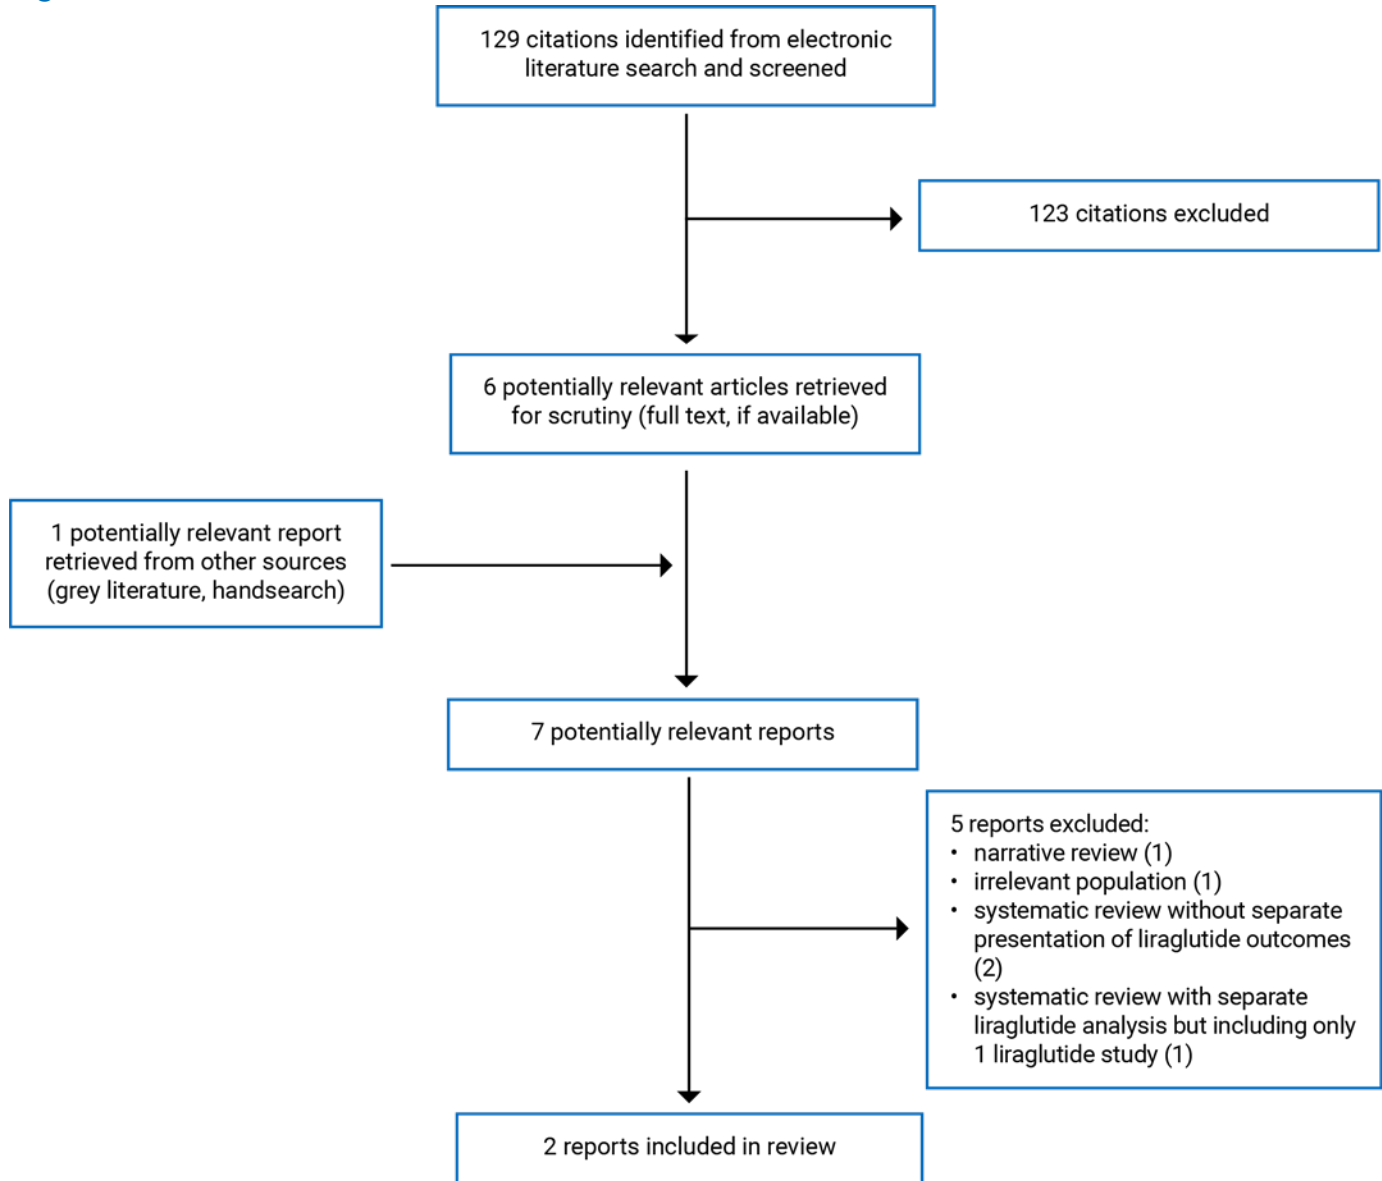 129 citations identified from electronic
literature search and screened
123 citations excluded
6 potentially relevant articles retrieved
for scrutiny (full text, if available)
1 potentially relevant report
retrieved from other sources
(grey literature, handsearch)
7 potentially relevant reports
5 reports excluded:
• narrative review (1)
• irrelevant population (1)
• systematic review without separate
presentation of liraglutide outcomes
(2)
• systematic review with separate
liraglutide analysis but including only
1 liraglutide study (1)
2 reports included in review